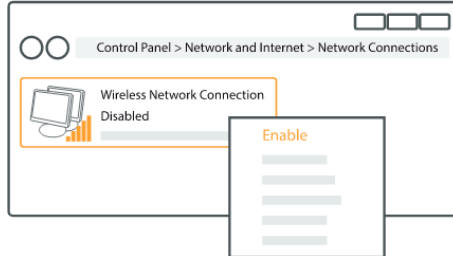 Control Panel > Network and Internet > Network Connections
Wireless Network Connection
Disabled
Enable